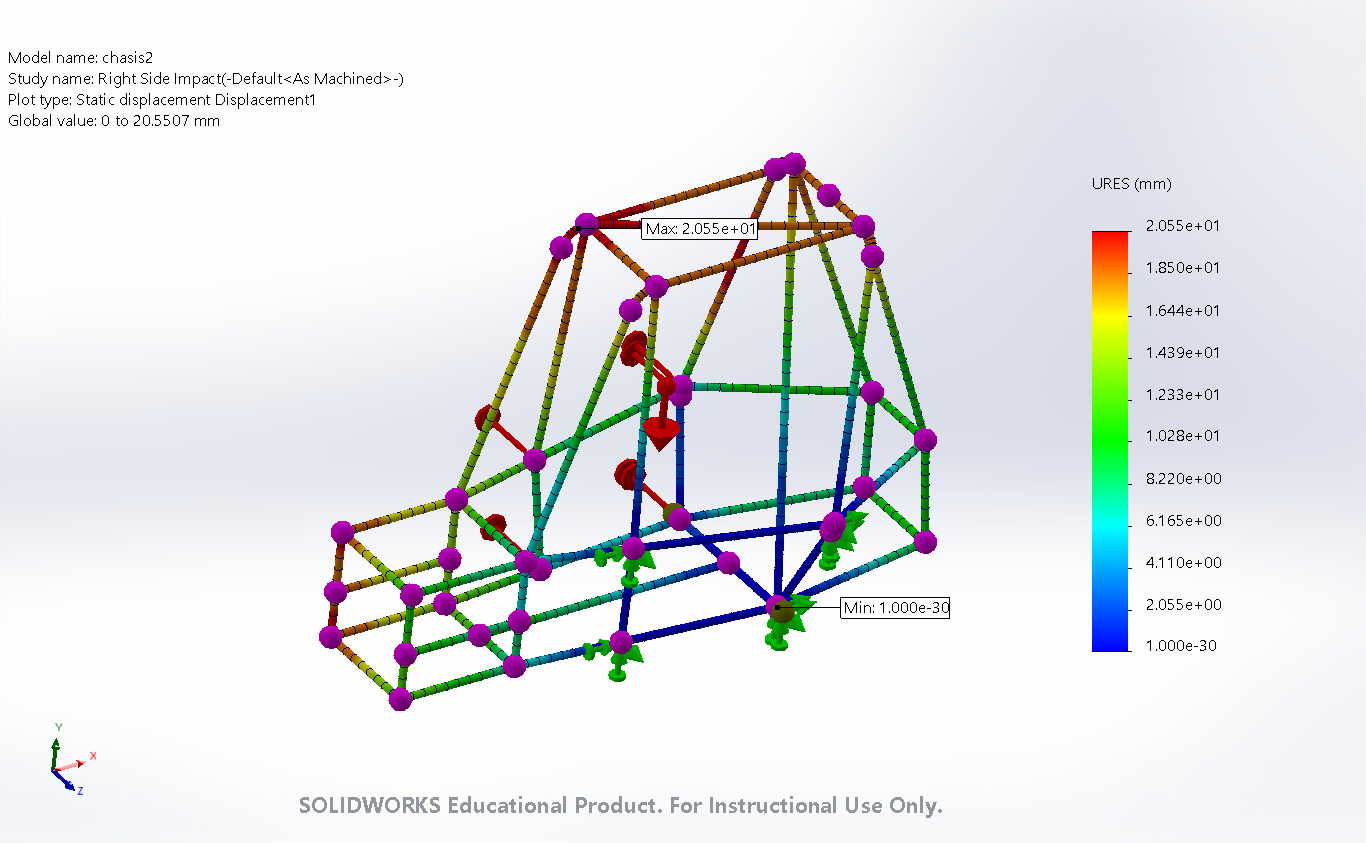 Model name: chasis2
Study name: Right Side Impact(-Default<As Machined>-)
Plot type: Static displacement Displacement1
Global value: 0 to 20.5507 mm
URES (mm)
2.055e+01
1.850e+01
1.644e+01
1.439e+01
1.233e+01
1.028e+01
8.220e+00
6.165e+00
4.110e+00
2.055e+00
1.000e-30
Max: 2.055e+01
Min: 1.000e-30
Y
X
Z
SOLIDWORKS Educational Product. For Instructional Use Only.